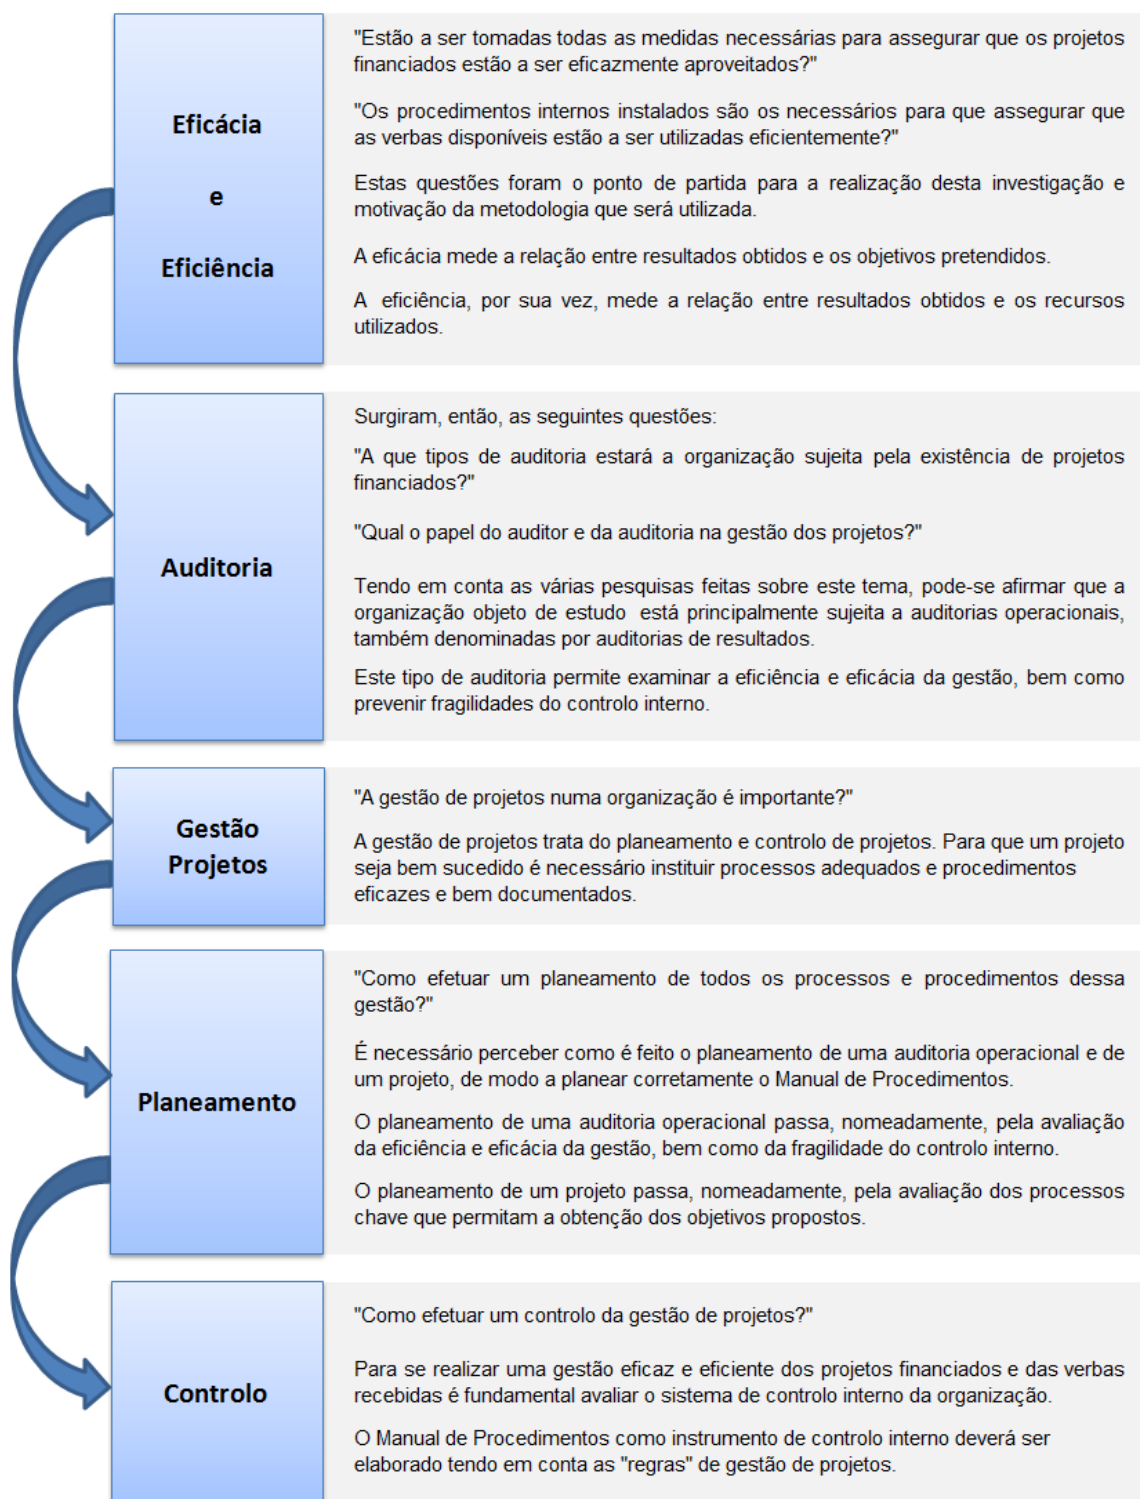 Eficácia
e
Eficiência
"Estão a ser tomadas todas as medidas necessárias para assegurar que os projetos
financiados estão a ser eficazmente aproveitados?"
"Os procedimentos internos instalados são os necessários para que assegurar que
as verbas disponíveis estão a ser utilizadas eficientemente?"
Estas questões foram o ponto de partida para a realização desta investigação e
motivação da metodologia que será utilizada.
A eficácia mede a relação entre resultados obtidos e os objetivos pretendidos.
A eficiência, por sua vez, mede a relação entre resultados obtidos e os recursos
utilizados.
Auditoria
Surgiram, então, as seguintes questões:
"A que tipos de auditoria estará a organização sujeita pela existência de projetos
financiados?"
"Qual o papel do auditor e da auditoria na gestão dos projetos?"
Tendo em conta as várias pesquisas feitas sobre este tema, pode-se afirmar que a
organização objeto de estudo está principalmente sujeita a auditorias operacionais,
também denominadas por auditorias de resultados.
Este tipo de auditoria permite examinar a eficiência e eficácia da gestão, bem como
prevenir fragilidades do controlo interno.
Gestão
Projetos
"A gestão de projetos numa organização é importante?"
A gestão de projetos trata do planeamento e controlo de projetos. Para que um projeto
seja bem sucedido é necessário instituir processos adequados e procedimentos
eficazes e bem documentados.
Planeamento
"Como efetuar um planeamento de todos os processos e procedimentos dessa
gestão?"
É necessário perceber como é feito o planeamento de uma auditoria operacional e de
um projeto, de modo a planear corretamente o Manual de Procedimentos.
O planeamento de uma auditoria operacional passa, nomeadamente, pela avaliação
da eficiência e eficácia da gestão, bem como da fragilidade do controlo interno.
O planeamento de um projeto passa, nomeadamente, pela avaliação dos processos
chave que permitam a obtenção dos objetivos propostos.
Controlo
"Como efetuar um controlo da gestão de projetos?"
Para se realizar uma gestão eficaz e eficiente dos projetos financiados e das verbas
recebidas é fundamental avaliar o sistema de controlo interno da organização.
O Manual de Procedimentos como instrumento de controlo interno deverá ser
elaborado tendo em conta as "regras" de gestão de projetos.